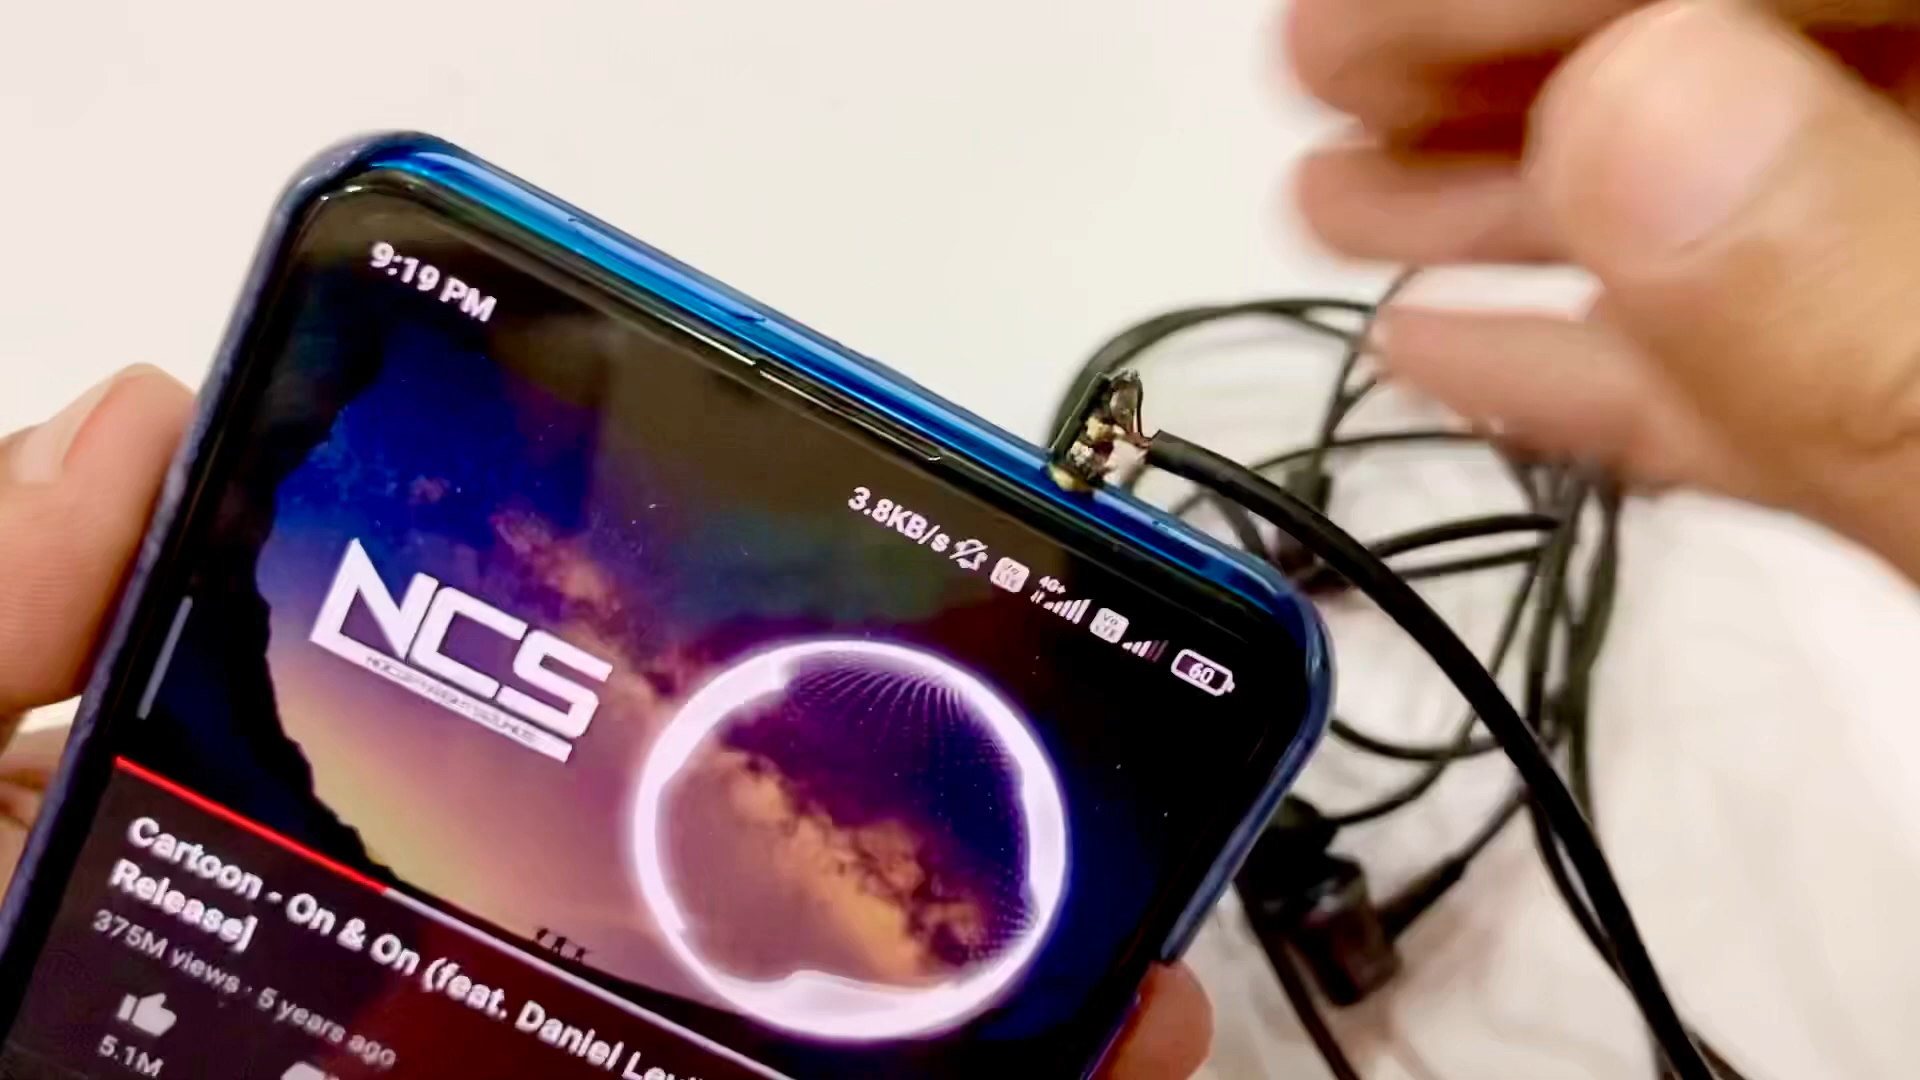 9:19 PM
3.8KB/s
4G+
60
NCS
Cartoon - On & On (feat. Daniel
Release]
375M views · 5 years ago
5.1M